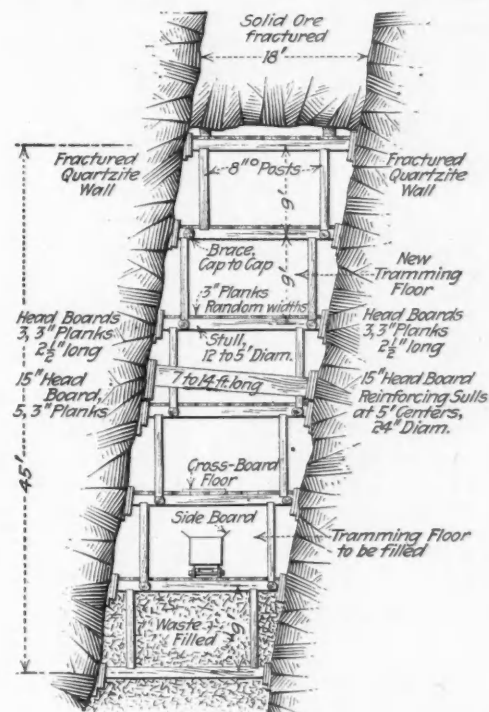 Solid Ore
fractured
18'
Fractured
Quartzite
Wall
8"° Posts
9'
Fractured
Quartzite
Wall
Brace,
Cap to Cap
9'
New
Tramming
Floor
3" Planks
Random widths
Head Boards
3, 3" Planks
2½" long
Stull,
12 to 5' Diam.
Head Boards
3, 3" Planks
2½" long
15" Head
Board,
5, 3" Planks
7 to 14 ft. long
15" Head Board
Reinforcing Sulls
at 5' Centers,
24" Diam.
45'
Cross-Board
Floor
Side Board
Tramming Floor
to be filled
Waste
Filled
9'